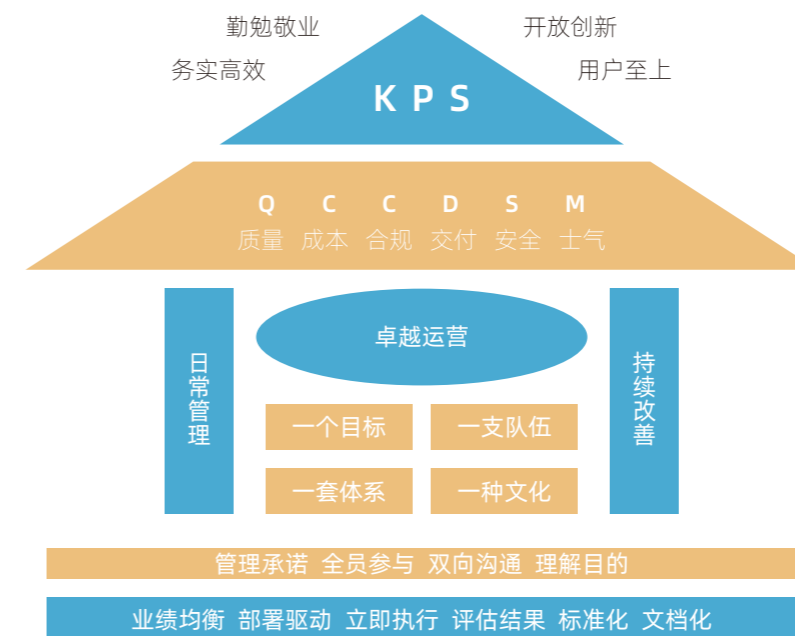 勤勉敬业 开放创新
务实高效 用户至上
KPS
Q C C D S M
质量 成本 合规 交付 安全 士气
卓越运营
日常管理
持续改善
一个目标 一支队伍
一套体系 一种文化
管理承诺 全员参与 双向沟通 理解目的
业绩均衡 部署驱动 立即执行 评估结果 标准化 文档化